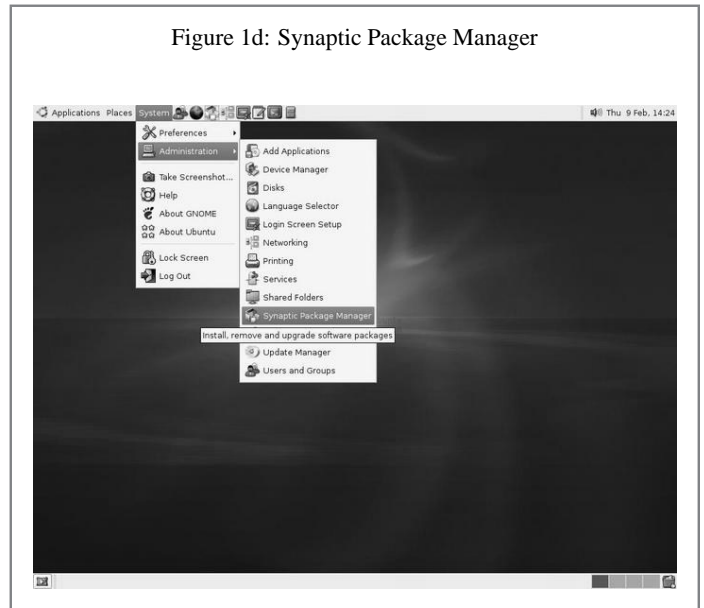 Figure 1d: Synaptic Package Manager
Applications Places System Thu 9 Feb, 14:24
Preferences
Administration
Take Screenshot...
Help
About GNOME
About Ubuntu
Lock Screen
Log Out
Add Applications
Device Manager
Disks
Language Selector
Login Screen Setup
Networking
Printing
Services
Shared Folders
Synaptic Package Manager
Install, remove and upgrade software packages
Update Manager
Users and Groups